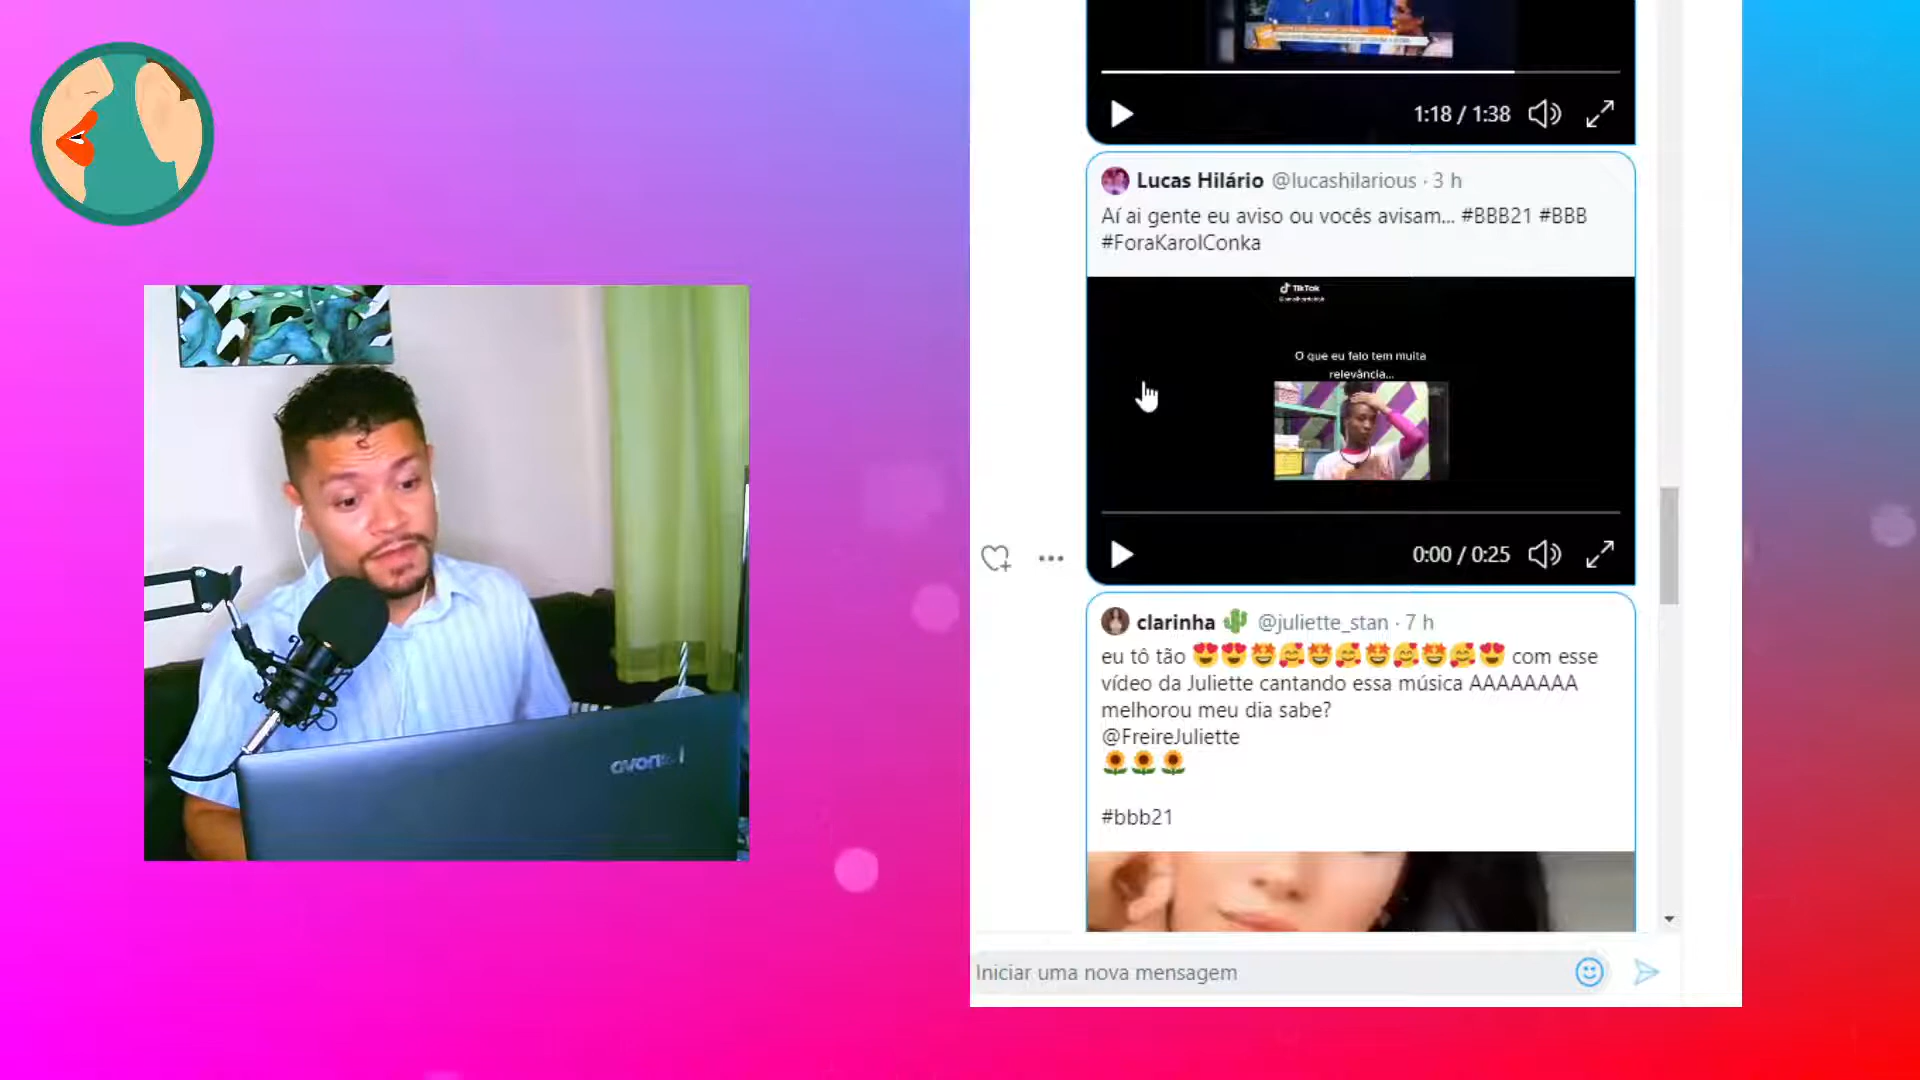 1:18 / 1:38
Lucas Hilário @lucashilarious · 3 h
Aí ai gente eu aviso ou vocês avisam... #BBB21 #BBB
#ForaKarolConka
TikTok
O que eu falo tem muita
relevância...
0:00 / 0:25
clarinha 🌵 @juliette_stan · 7 h
eu tô tão 😍😍🤩🥰🤩🥰🤩🥰🤩🥰😍 com esse
vídeo da Juliette cantando essa música AAAAAAAA
melhorou meu dia sabe?
@FreireJuliette
🌻🌻🌻
#bbb21
Iniciar uma nova mensagem